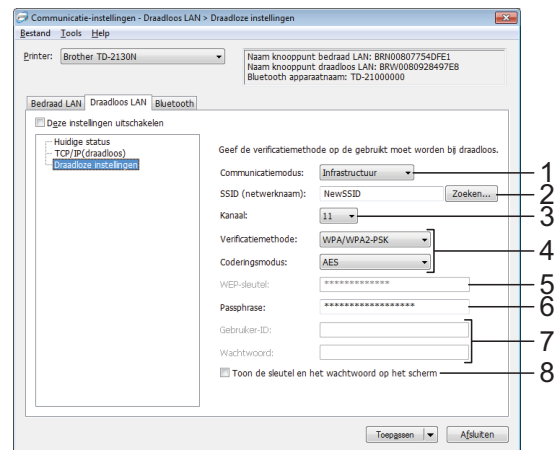 Communicatie-instellingen - Draadloos LAN > Draadloze instellingen
Bestand Tools Help
Printer: Brother TD-2130N
Naam knooppunt bedraad LAN: BRN00807754DFE1
Naam knooppunt draadloos LAN: BRW0080928497E8
Bluetooth apparaatnaam: TD-21000000
Bedraad LAN Draadloos LAN Bluetooth
Deze instellingen uitschakelen
Huidige status
TCP/IP(draadloos)
Draadloze instellingen
Geef de verificatiemethode op de gebruikt moet worden bij draadloos.
Communicatiemodus: Infrastructuur 1
SSID (netwerknaam): NewSSID Zoeken... 2
Kanaal: 11 3
Verificatiemethode: WPA/WPA2-PSK
4
Coderingsmodus: AES
WEP-sleutel: ************* 5
Passphrase: ****************** 6
Gebruiker-ID:
7
Wachtwoord:
Toon de sleutel en het wachtwoord op het scherm 8
Toepassen Afsluiten